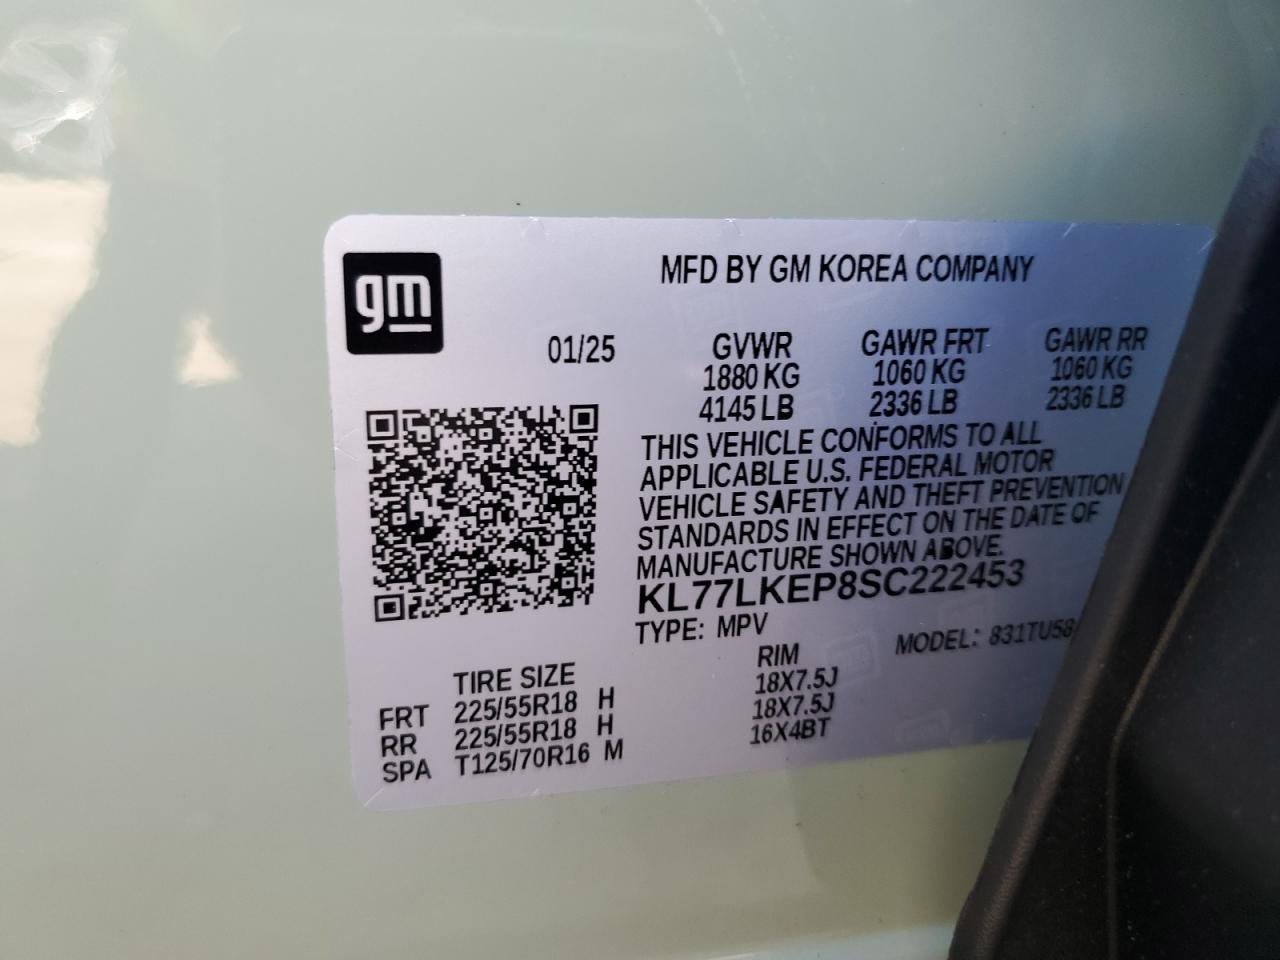 gm
MFD BY GM KOREA COMPANY
01/25 GVWR GAWR FRT GAWR RR
1880 KG 1060 KG 1060 KG
4145 LB 2336 LB 2336 LB
THIS VEHICLE CONFORMS TO ALL
APPLICABLE U.S. FEDERAL MOTOR
VEHICLE SAFETY AND THEFT PREVENTION
STANDARDS IN EFFECT ON THE DATE OF
MANUFACTURE SHOWN ABOVE.
KL77LKEP8SC222453
TYPE: MPV MODEL: 831TU58
TIRE SIZE RIM
FRT 225/55R18 H 18X7.5J
RR 225/55R18 H 18X7.5J
SPA T125/70R16 M 16X4BT